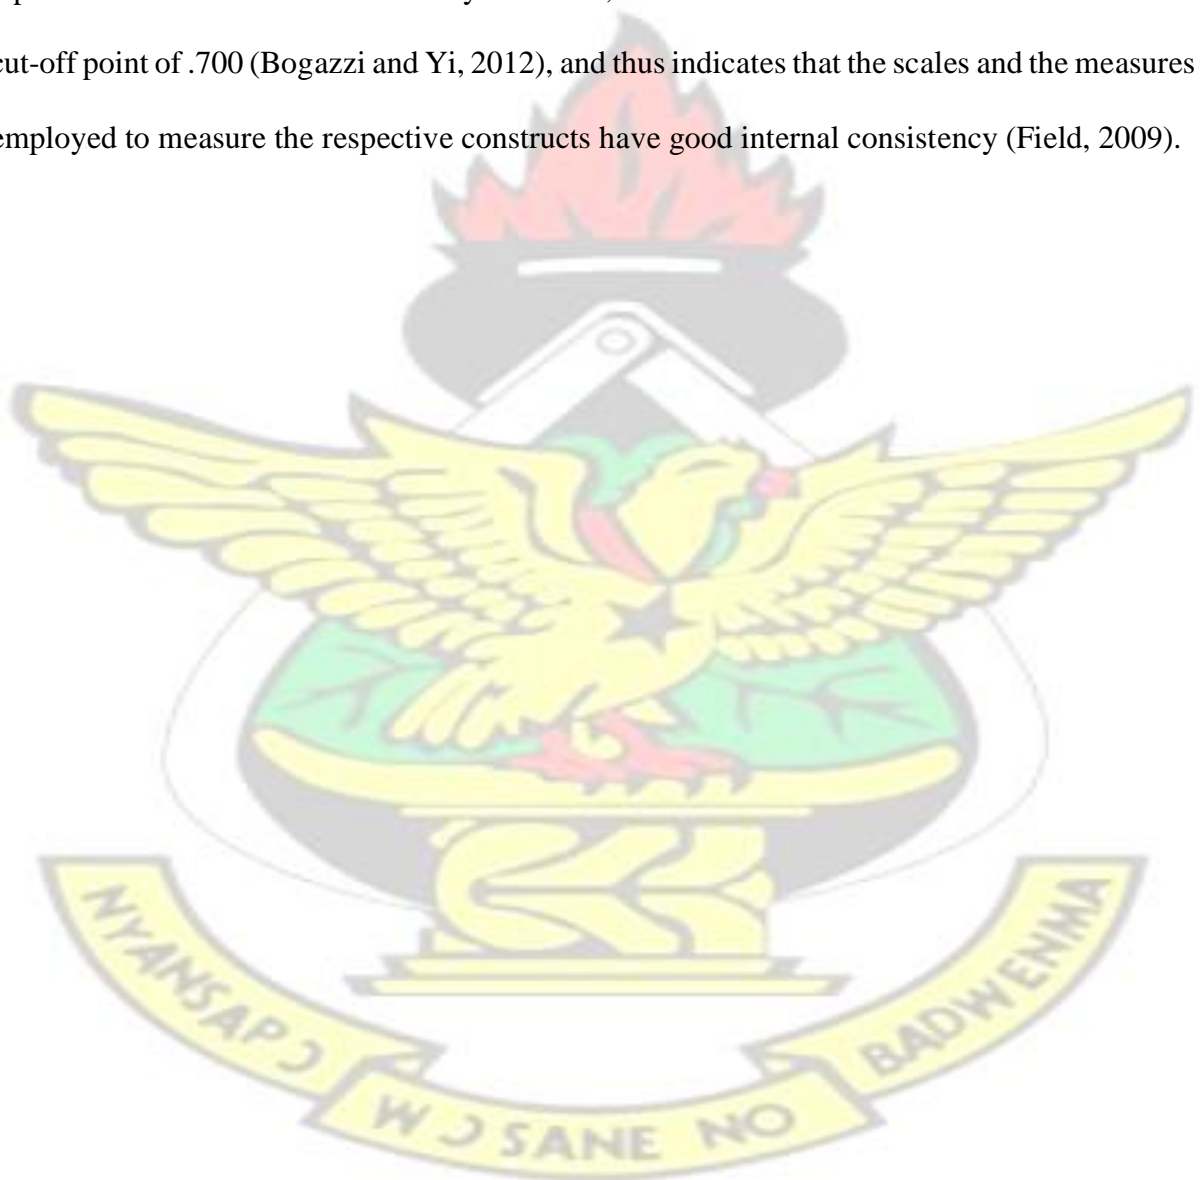 cut-off point of .700 (Bogazzi and Yi, 2012), and thus indicates that the scales and the measures
employed to measure the respective constructs have good internal consistency (Field, 2009).
NYANSAPƆ
WƆ SANE NO
BADWENMA